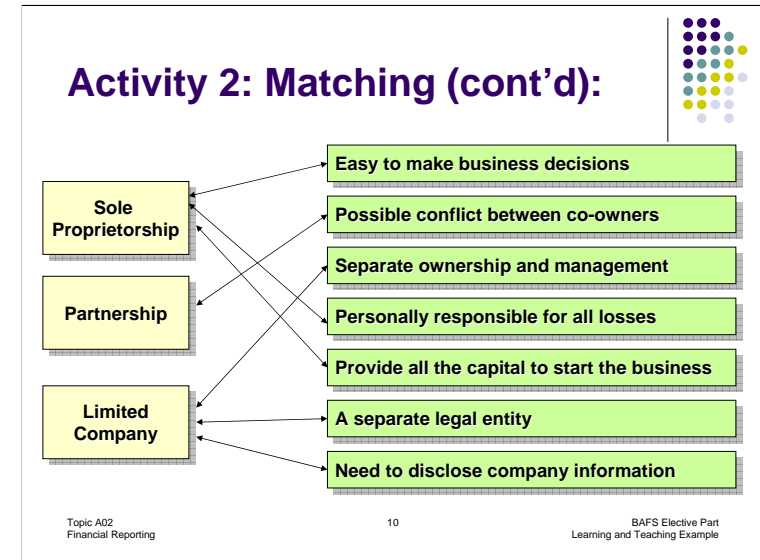 Activity 2: Matching (cont’d):
Sole
Proprietorship
Partnership
Limited
Company
Easy to make business decisions
Possible conflict between co-owners
Separate ownership and management
Personally responsible for all losses
Provide all the capital to start the business
A separate legal entity
Need to disclose company information
Topic A02
Financial Reporting
10
BAFS Elective Part
Learning and Teaching Example